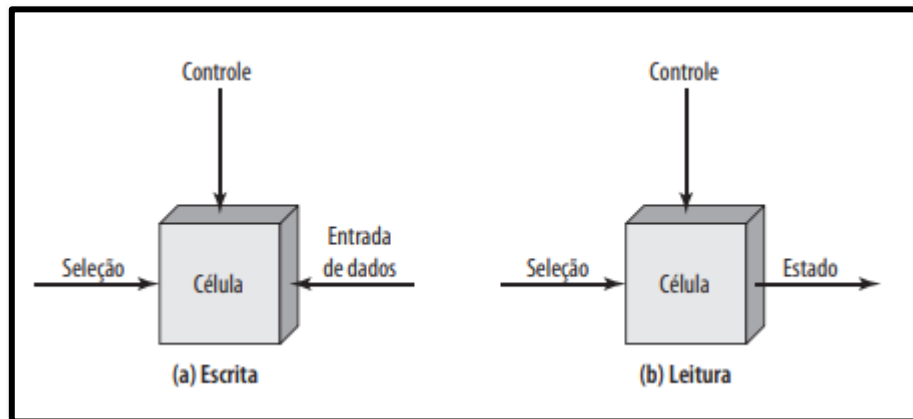 Controle
Seleção
Célula
Entrada
de dados
(a) Escrita
Controle
Seleção
Célula
Estado
(b) Leitura